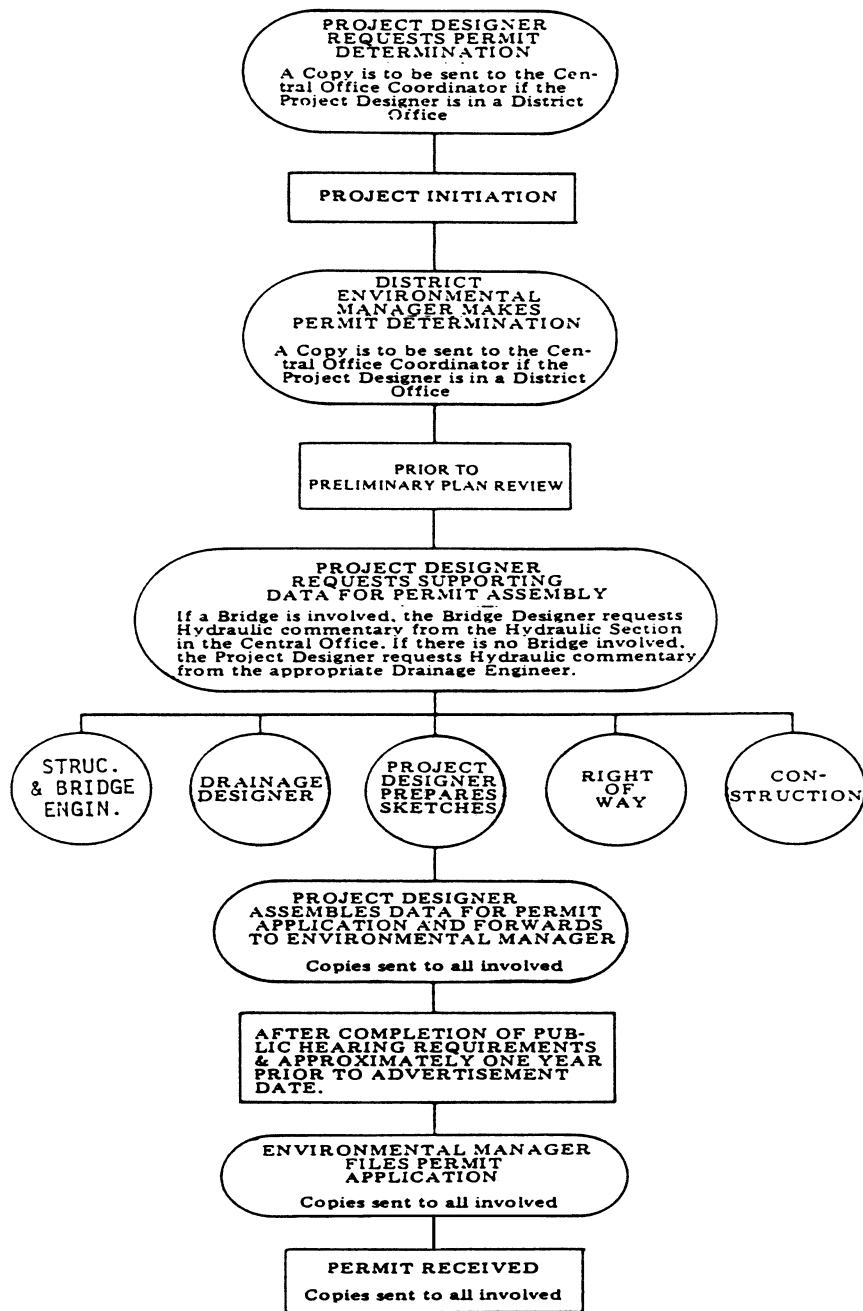 PROJECT DESIGNER
REQUESTS PERMIT
DETERMINATION
A Copy is to be sent to the Cen-
tral Office Coordinator if the
Project Designer is in a District
Office
PROJECT INITIATION
DISTRICT
ENVIRONMENTAL
MANAGER MAKES
PERMIT DETERMINATION
A Copy is to be sent to the Cen-
tral Office Coordinator if the
Project Designer is in a District
Office
PRIOR TO
PRELIMINARY PLAN REVIEW
PROJECT DESIGNER
REQUESTS SUPPORTING
DATA FOR PERMIT ASSEMBLY
If a Bridge is involved, the Bridge Designer requests
Hydraulic commentary from the Hydraulic Section
in the Central Office. If there is no Bridge involved,
the Project Designer requests Hydraulic commentary
from the appropriate Drainage Engineer.
STRUC.
& BRIDGE
ENGIN.
DRAINAGE
DESIGNER
PROJECT
DESIGNER
PREPARES
SKETCHES
RIGHT
OF
WAY
CON-
STRUCTION
PROJECT DESIGNER
ASSEMBLES DATA FOR PERMIT
APPLICATION AND FORWARDS
TO ENVIRONMENTAL MANAGER
Copies sent to all involved
AFTER COMPLETION OF PUB-
LIC HEARING REQUIREMENTS
& APPROXIMATELY ONE YEAR
PRIOR TO ADVERTISEMENT
DATE.
ENVIRONMENTAL MANAGER
FILES PERMIT
APPLICATION
Copies sent to all involved
PERMIT RECEIVED
Copies sent to all involved